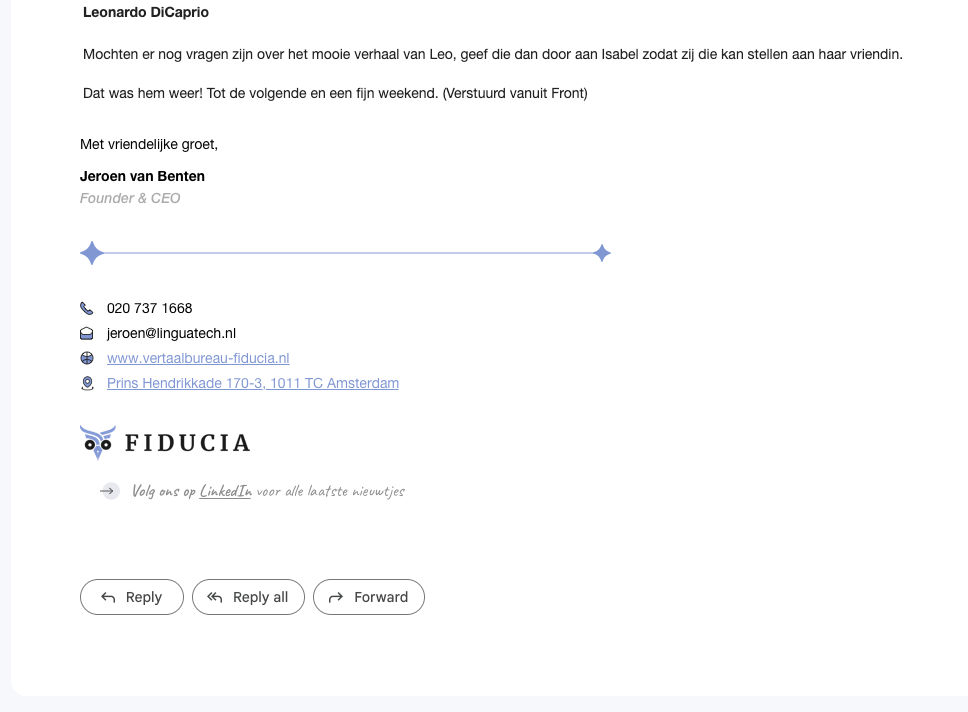 Leonardo DiCaprio
Mochten er nog vragen zijn over het mooie verhaal van Leo, geef die dan door aan Isabel zodat zij die kan stellen aan haar vriendin.
Dat was hem weer! Tot de volgende en een fijn weekend. (Verstuurd vanuit Front)
Met vriendelijke groet,
Jeroen van Benten
Founder & CEO
020 737 1668
jeroen@linguatech.nl
www.vertaalbureau-fiducia.nl
Prins Hendrikkade 170-3, 1011 TC Amsterdam
FIDUCIA
Volg ons op LinkedIn voor alle laatste nieuwtjes
Reply Reply all Forward